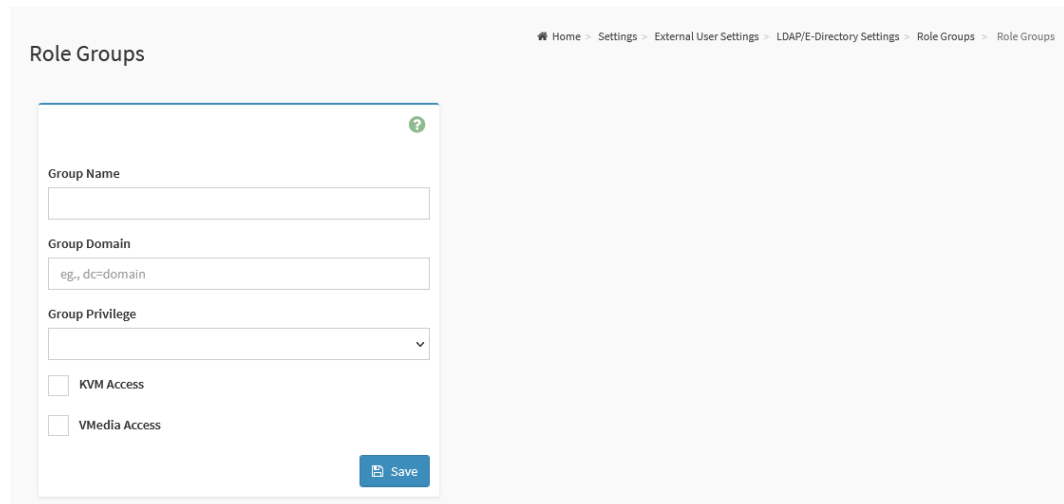 Home > Settings > External User Settings > LDAP/E-Directory Settings > Role Groups > Role Groups
Role Groups
?
Group Name
Group Domain
eg., dc=domain
Group Privilege
KVM Access
VMedia Access
Save